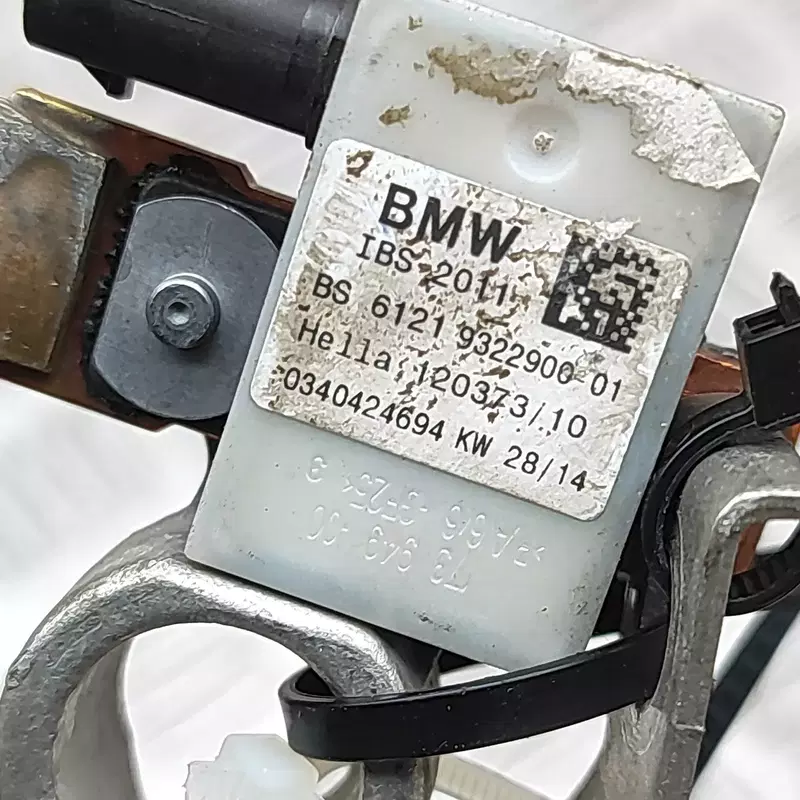 BMW
IBS 2011
BS 6121 9322900-01
Hella 120373/10
0340424694 KW 28/14